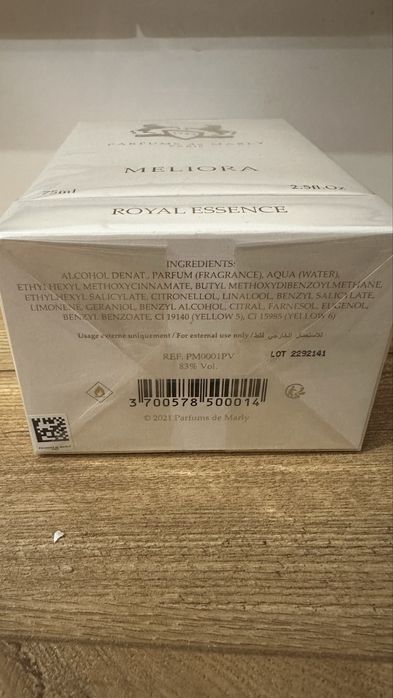 PARFUMS de MARLY
MELIORA
75ml 2.5fl.Oz
ROYAL ESSENCE
INGREDIENTS:
ALCOHOL DENAT., PARFUM (FRAGRANCE), AQUA (WATER),
ETHYLHEXYL METHOXYCINNAMATE, BUTYL METHOXYDIBENZOYLMETHANE,
ETHYLHEXYL SALICYLATE, CITRONELLOL, LINALOOL, BENZYL SALICYLATE,
LIMONENE, GERANIOL, BENZYL ALCOHOL, CITRAL, FARNESOL, EUGENOL,
BENZYL BENZOATE, CI 19140 (YELLOW 5), CI 15985 (YELLOW 6)
Usage externe uniquement / For external use only / للاستعمال الخارجي فقط
REF. PM0001PV LOT 2292141
83% Vol.
3 700578 500014
© 2021 Parfums de Marly